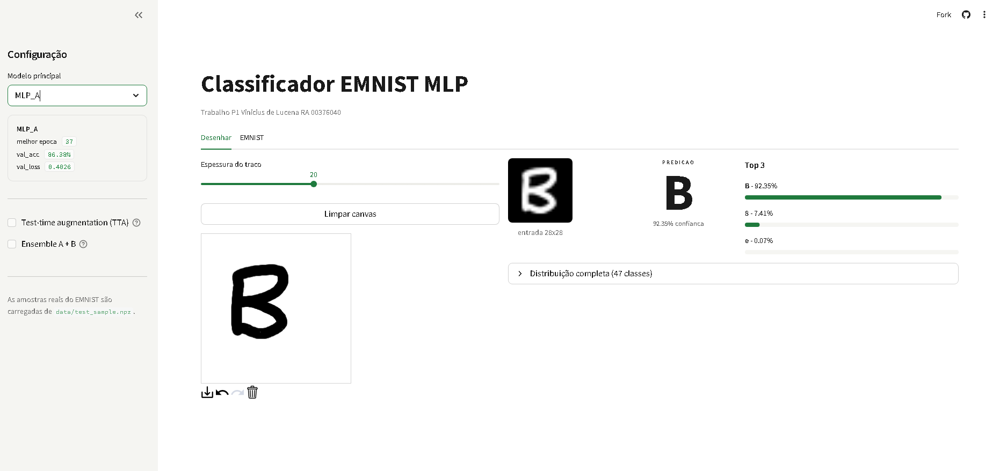 Configuração
Modelo principal
MLP_A
MLP_A
melhor epoca 37
val_acc 86.38%
val_loss 0.4026
Test-time augmentation (TTA)
Ensemble A + B
As amostras reais do EMNIST são
carregadas de data/test_sample.npz.
Fork
Classificador EMNIST MLP
Trabalho P1 Vinicius de Lucena RA 00376040
Desenhar EMNIST
Espessura do traco
20
Limpar canvas
B
B
entrada 28x28
PREDICAO
B
92.35% confianca
Top 3
B - 92.35%
8 - 7.41%
e - 0.07%
Distribuição completa (47 classes)